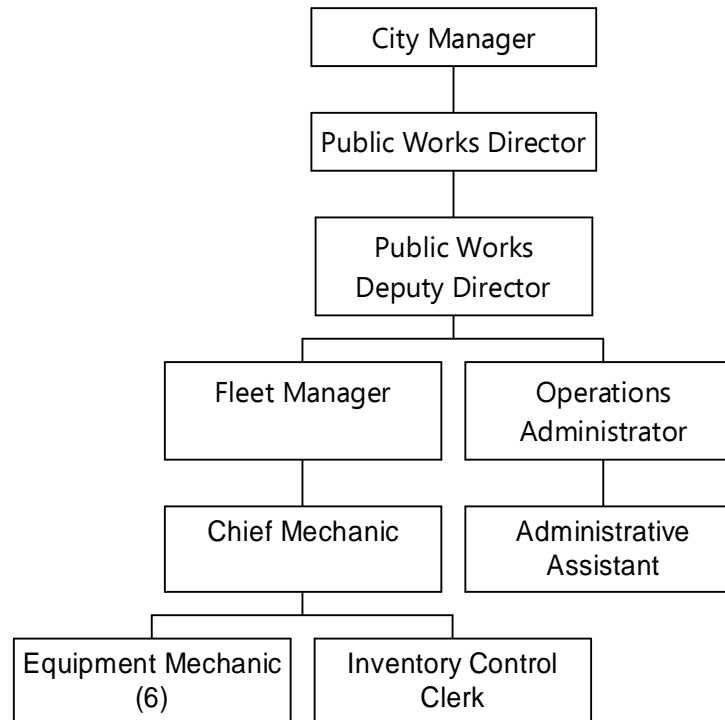 City Manager
Public Works Director
Public Works
Deputy Director
Fleet Manager
Operations
Administrator
Chief Mechanic
Administrative
Assistant
Equipment Mechanic
(6)
Inventory Control
Clerk